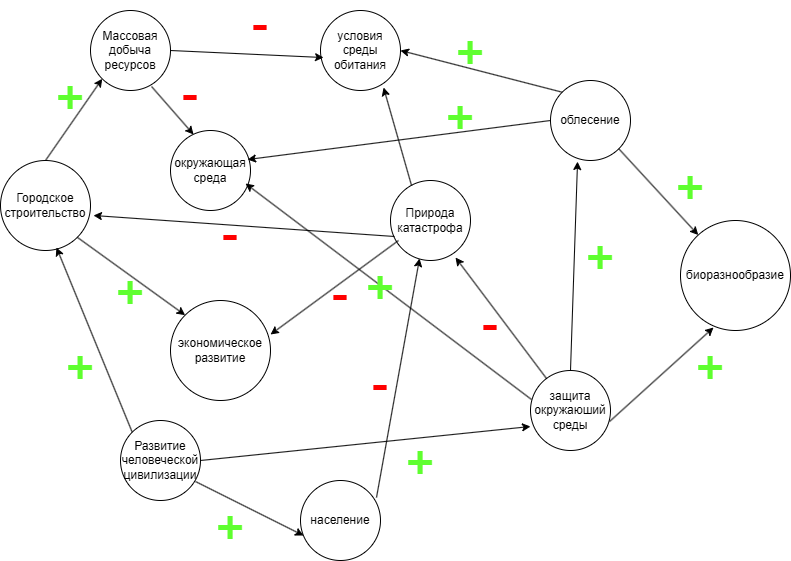 Массовая
добыча
ресурсов
-
условия
среды
обитания
+
+
-
+
облесение
окружающая
среда
+
Городское
строительство
Природа
катастрофа
-
+
биоразнообразие
+
+
-
экономическое
развитие
-
+
+
-
защита
окружаюший
среды
Развитие
человеческой
цивилизации
+
население
+